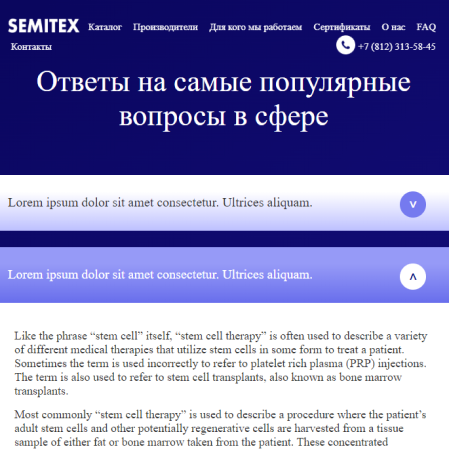 SEMITEX Каталог Производители Для кого мы работаем Сертификаты О нас FAQ
Контакты +7 (812) 313-58-45
Ответы на самые популярные
вопросы в сфере
Lorem ipsum dolor sit amet consectetur. Ultrices aliquam.
Lorem ipsum dolor sit amet consectetur. Ultrices aliquam.
Like the phrase “stem cell” itself, “stem cell therapy” is often used to describe a variety
of different medical therapies that utilize stem cells in some form to treat a patient.
Sometimes the term is used incorrectly to refer to platelet rich plasma (PRP) injections.
The term is also used to refer to stem cell transplants, also known as bone marrow
transplants.
Most commonly “stem cell therapy” is used to describe a procedure where the patient’s
adult stem cells and other potentially regenerative cells are harvested from a tissue
sample of either fat or bone marrow taken from the patient. These concentrated